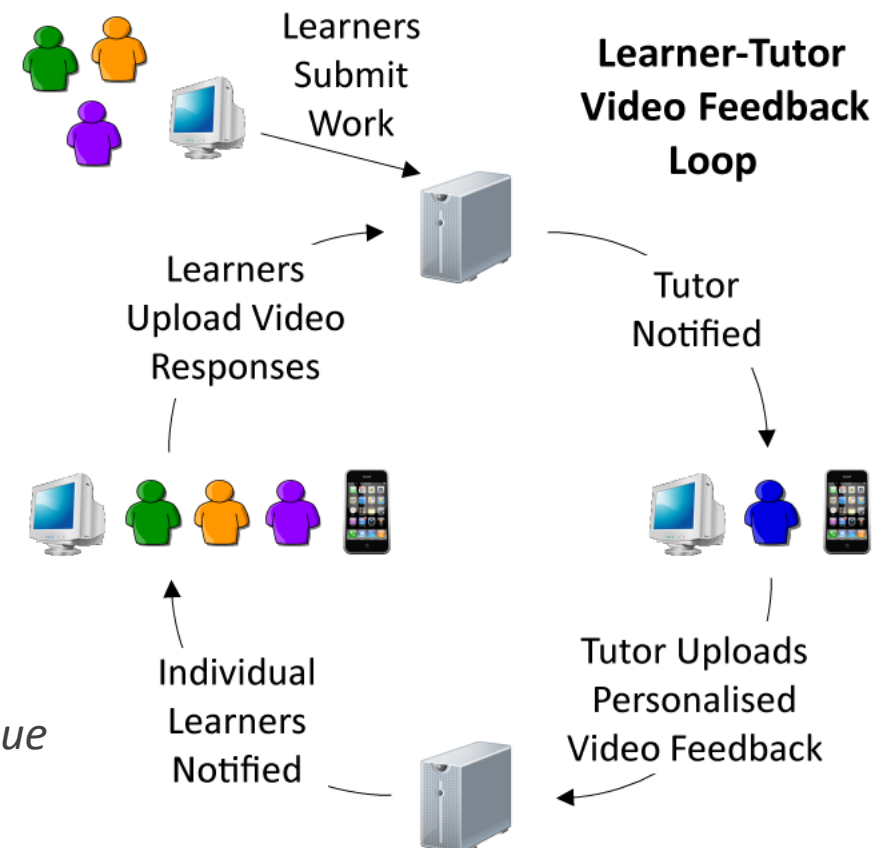 Learners
Submit
Work
Learner-Tutor
Video Feedback
Loop
Learners
Upload Video
Responses
Tutor
Notified
Tutor Uploads
Personalised
Video Feedback
Individual
Learners
Notified
ue